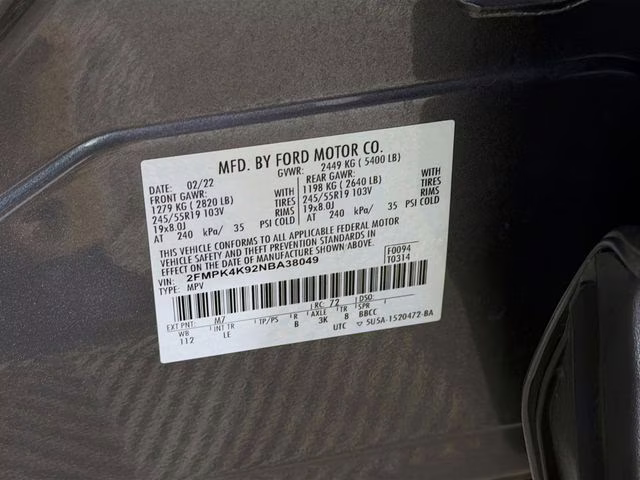 MFD. BY FORD MOTOR CO.
DATE: 02/22 GVWR: 2449 KG ( 5400 LB)
FRONT GAWR: REAR GAWR:
1279 KG ( 2820 LB) WITH 1198 KG ( 2640 LB) WITH
245/55R19 103V TIRES 245/55R19 103V TIRES
19x8.0J RIMS 19x8.0J RIMS
AT 240 kPa/ 35 PSI COLD AT 240 kPa/ 35 PSI COLD
THIS VEHICLE CONFORMS TO ALL APPLICABLE FEDERAL MOTOR
VEHICLE SAFETY AND THEFT PREVENTION STANDARDS IN
EFFECT ON THE DATE OF MANUFACTURE SHOWN ABOVE.
VIN: 2FMPK4K92NBA38049 F0094
TYPE: MPV T0314
EXT PNT: M7 RC: 72 DSO:
WB INT TR TP/PS R AXLE TR SPR
112 LE B 3K B BBCC
UTC 5U5A-1520472-BA